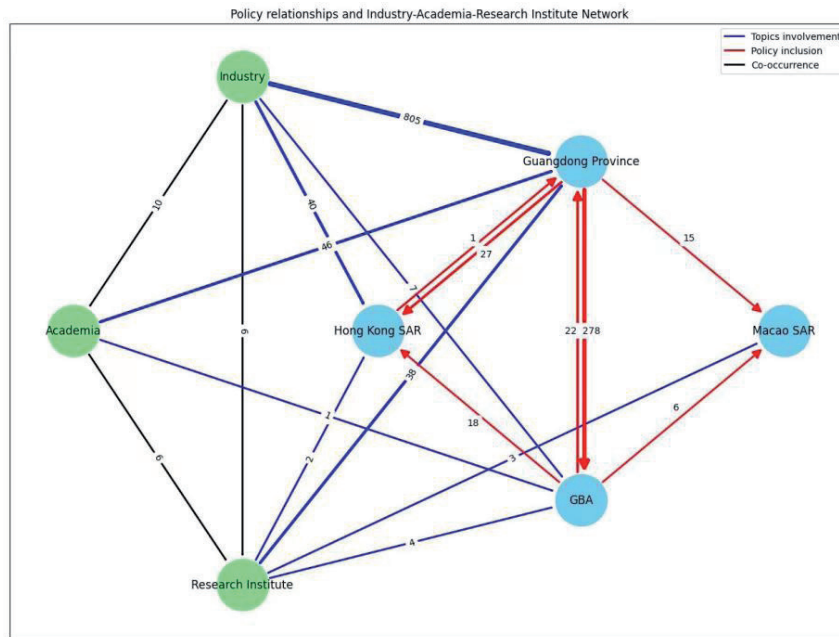 Policy relationships and Industry-Academia-Research Institute Network
Topics involvement
Policy inclusion
Co-occurrence
Industry
805
Guangdong Province
10
40
46
1
27
15
7
Academia
9
Hong Kong SAR
22 278
Macao SAR
38
1
18
6
6
2
3
GBA
4
Research Institute